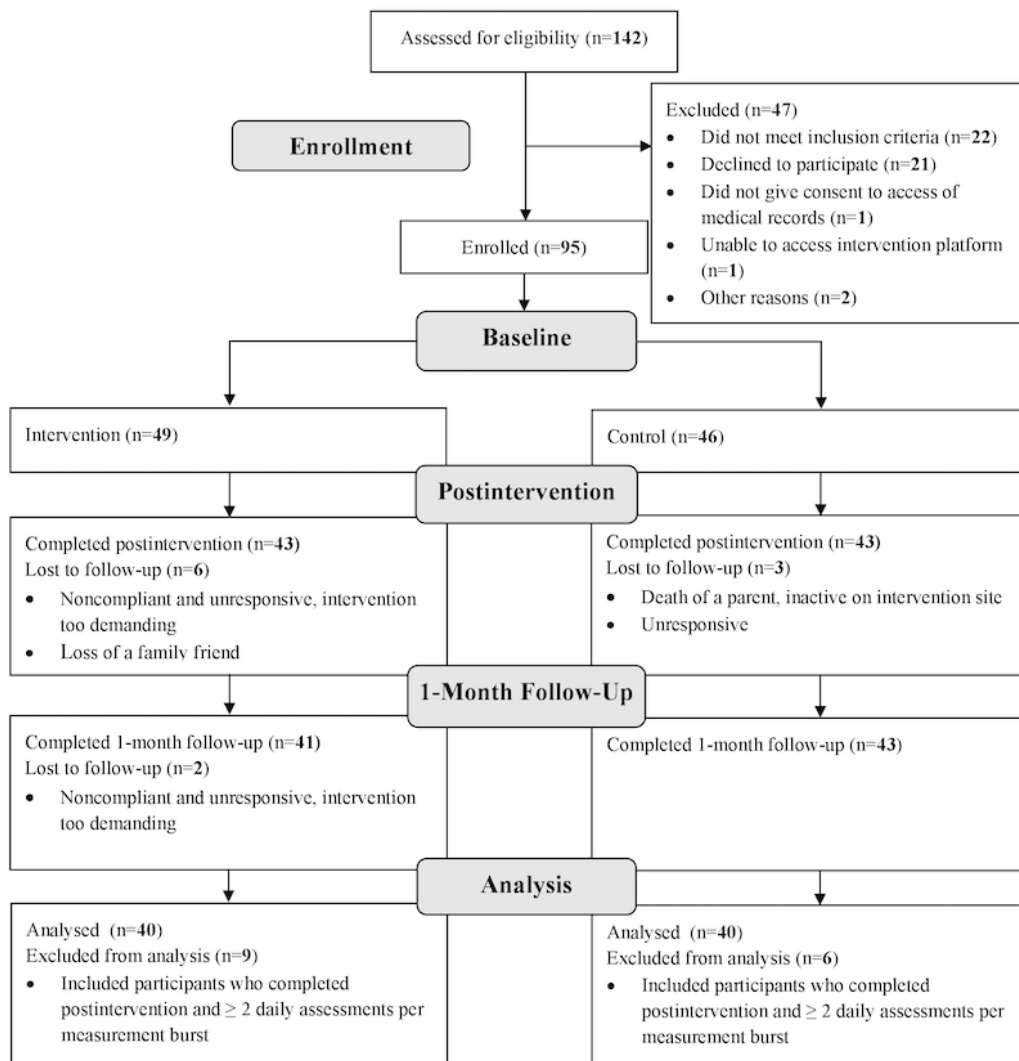 Assessed for eligibility (n=142)
Enrollment
Excluded (n=47)
• Did not meet inclusion criteria (n=22)
• Declined to participate (n=21)
• Did not give consent to access of
medical records (n=1)
• Unable to access intervention platform
(n=1)
• Other reasons (n=2)
Enrolled (n=95)
Baseline
Intervention (n=49)
Control (n=46)
Postintervention
Completed postintervention (n=43)
Lost to follow-up (n=6)
• Noncompliant and unresponsive, intervention
too demanding
• Loss of a family friend
Completed postintervention (n=43)
Lost to follow-up (n=3)
• Death of a parent, inactive on intervention site
• Unresponsive
1-Month Follow-Up
Completed 1-month follow-up (n=41)
Lost to follow-up (n=2)
• Noncompliant and unresponsive, intervention
too demanding
Completed 1-month follow-up (n=43)
Analysis
Analysed (n=40)
Excluded from analysis (n=9)
• Included participants who completed
postintervention and ≥ 2 daily assessments per
measurement burst
Analysed (n=40)
Excluded from analysis (n=6)
• Included participants who completed
postintervention and ≥ 2 daily assessments per
measurement burst